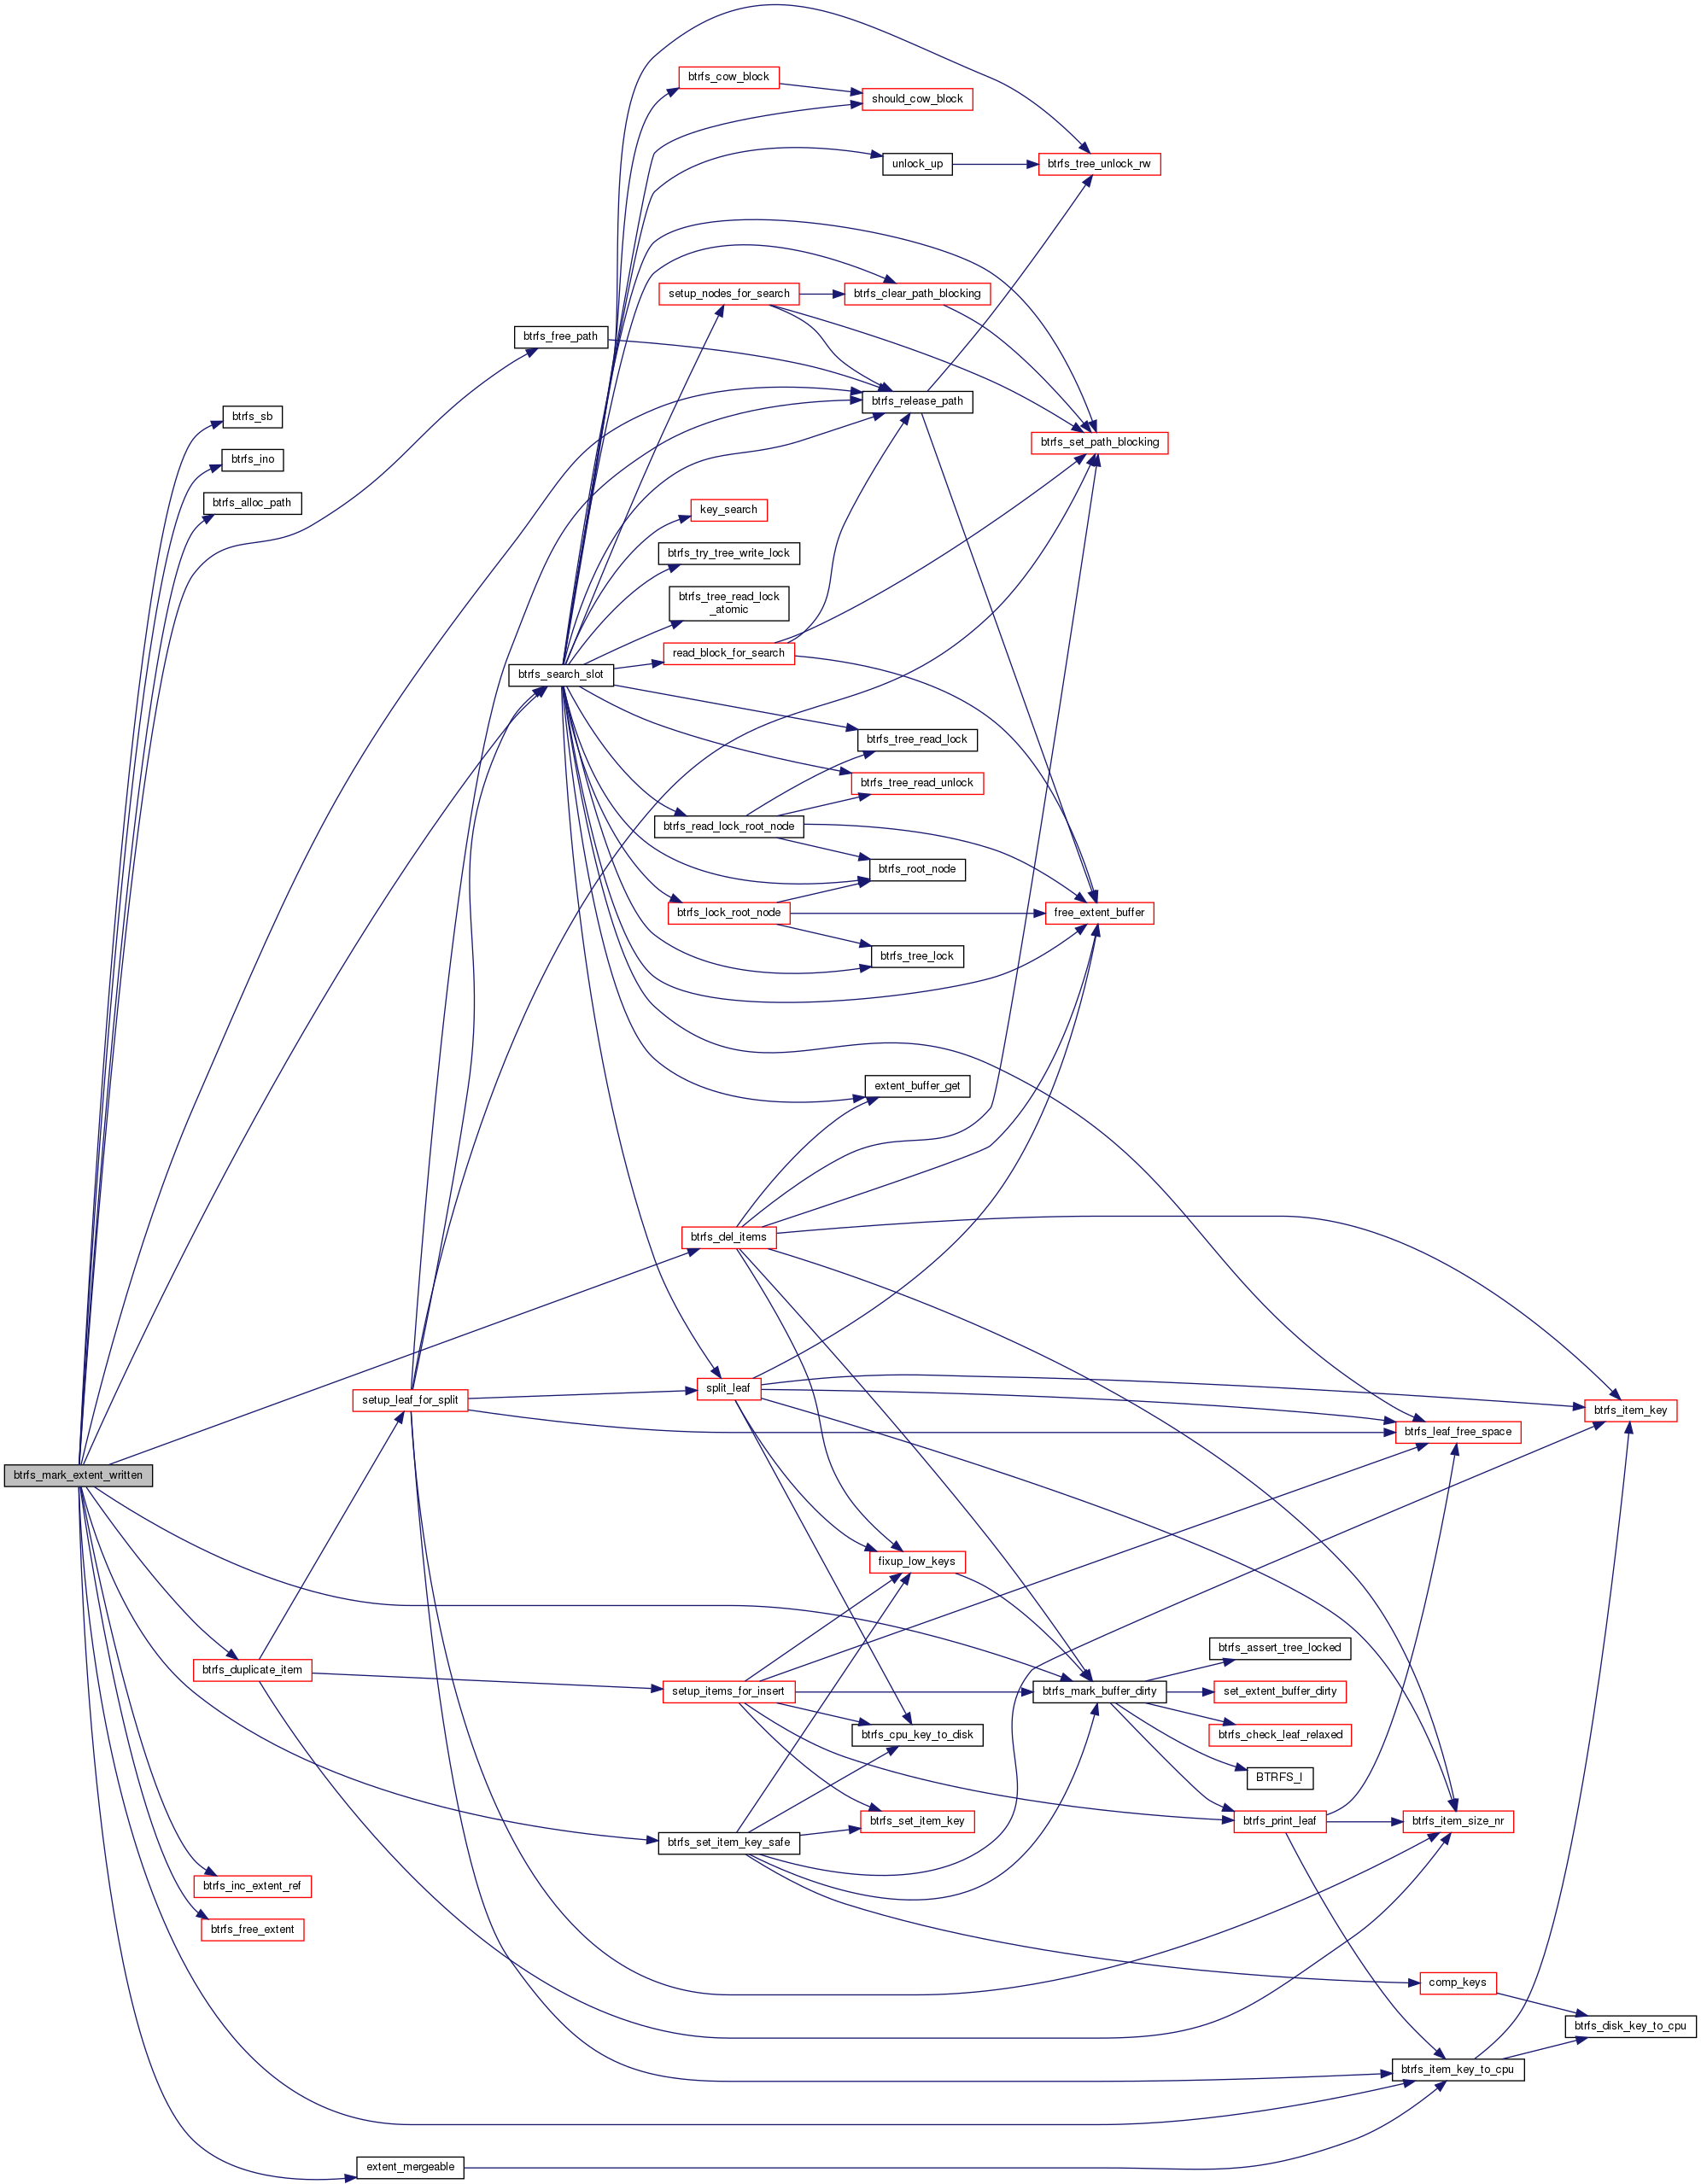 btrfs_cow_block
should_cow_block
unlock_up
btrfs_tree_unlock_rw
setup_nodes_for_search
btrfs_clear_path_blocking
btrfs_free_path
btrfs_release_path
btrfs_sb
btrfs_set_path_blocking
btrfs_ino
btrfs_alloc_path
key_search
btrfs_try_tree_write_lock
btrfs_tree_read_lock
_atomic
read_block_for_search
btrfs_search_slot
btrfs_tree_read_lock
btrfs_tree_read_unlock
btrfs_read_lock_root_node
btrfs_root_node
btrfs_lock_root_node
free_extent_buffer
btrfs_tree_lock
extent_buffer_get
btrfs_del_items
split_leaf
setup_leaf_for_split
btrfs_item_key
btrfs_leaf_free_space
btrfs_mark_extent_written
fixup_low_keys
btrfs_assert_tree_locked
btrfs_duplicate_item
setup_items_for_insert
btrfs_mark_buffer_dirty
set_extent_buffer_dirty
btrfs_cpu_key_to_disk
btrfs_check_leaf_relaxed
BTRFS_I
btrfs_set_item_key
btrfs_print_leaf
btrfs_item_size_nr
btrfs_set_item_key_safe
btrfs_inc_extent_ref
btrfs_free_extent
comp_keys
btrfs_disk_key_to_cpu
btrfs_item_key_to_cpu
extent_mergeable